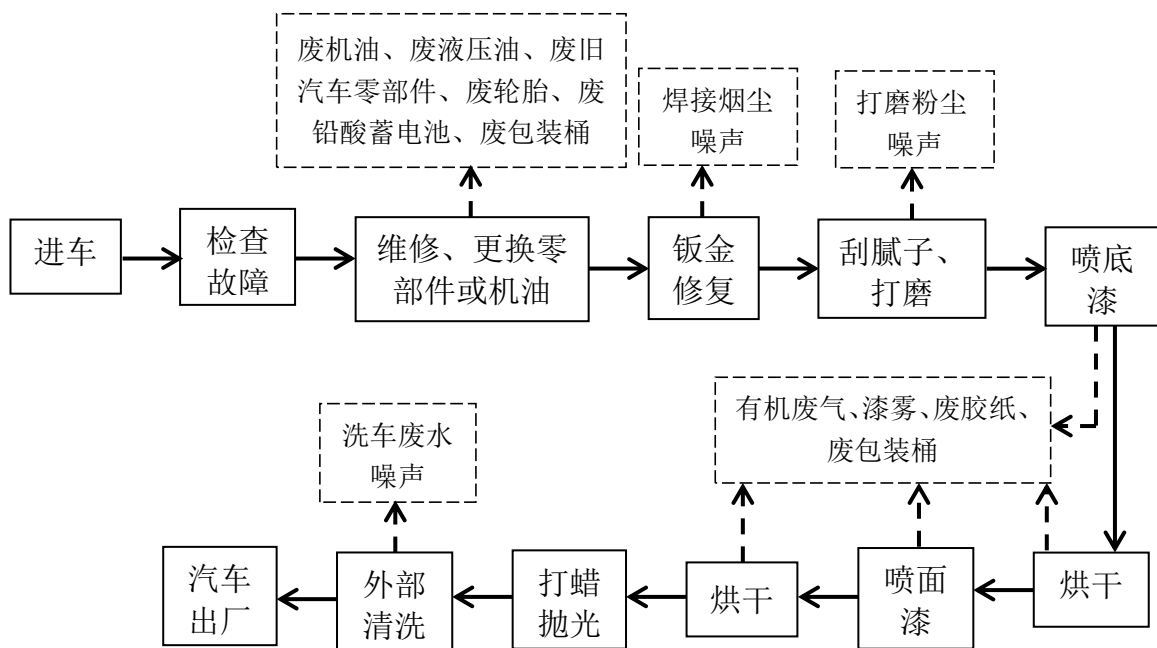 废机油、废液压油、废旧
汽车零部件、废轮胎、废
铅酸蓄电池、废包装桶
焊接烟尘
噪声
打磨粉尘
噪声
进车
检查
故障
维修、更换零
部件或机油
钣金
修复
刮腻子、
打磨
喷底
漆
有机废气、漆雾、废胶纸、
废包装桶
洗车废水
噪声
烘干
喷面
漆
烘干
打蜡
抛光
外部
清洗
汽车
出厂